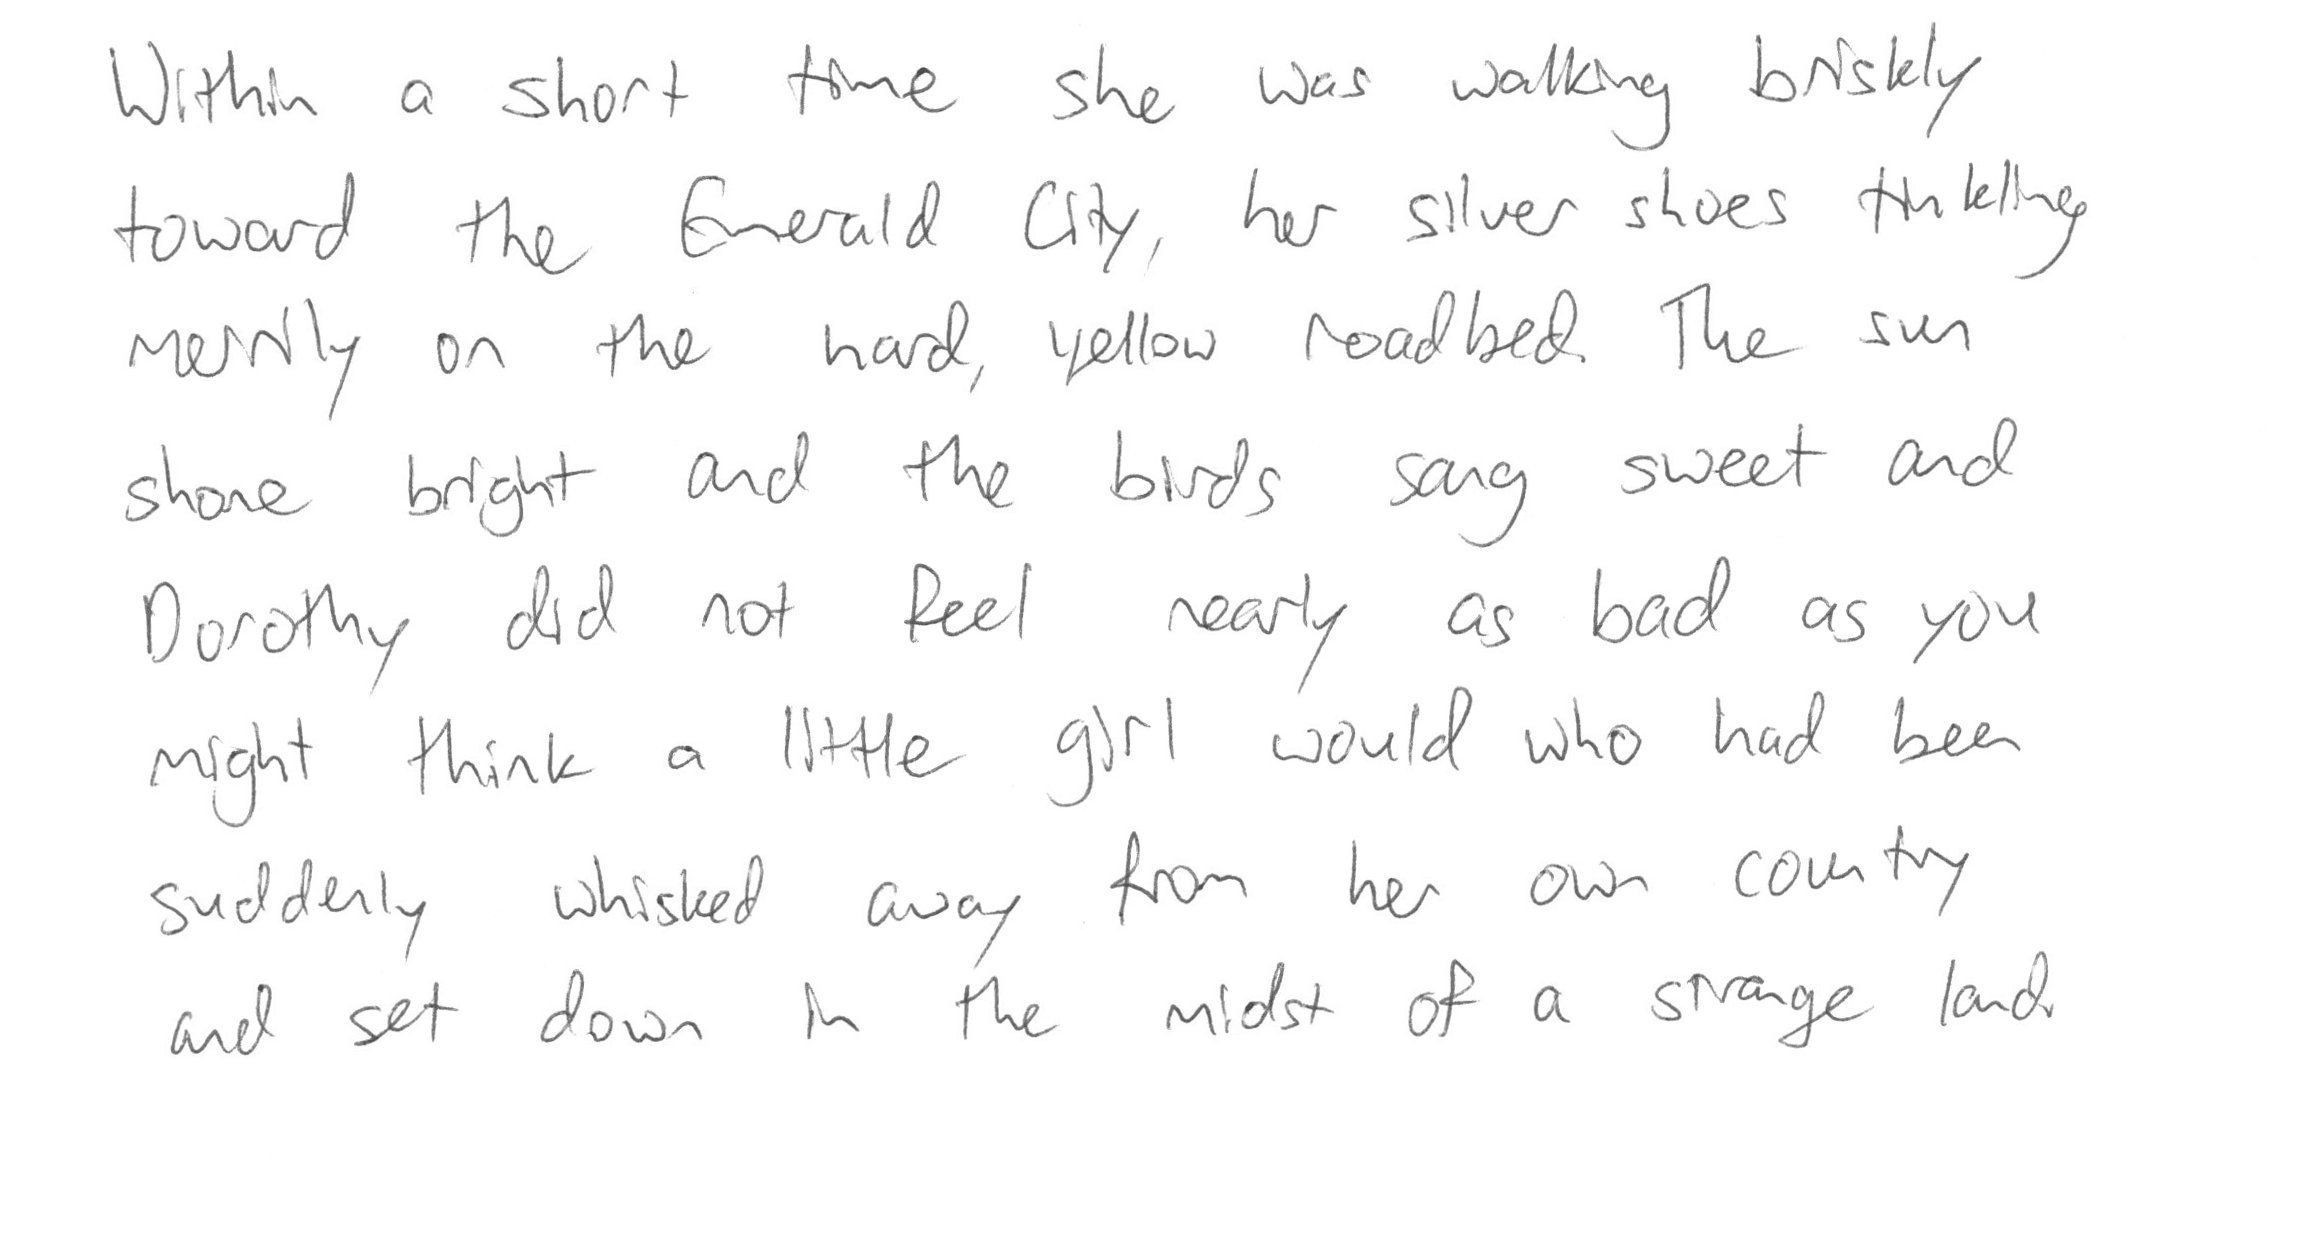 Within a short time she was walking briskly
toward the Emerald City, her silver shoes tinkling
merrily on the hard, yellow roadbed. The sun
shone bright and the birds sang sweet and
Dorothy did not feel nearly as bad as you
might think a little girl would who had been
suddenly whisked away from her own country
and set down in the midst of a strange land.